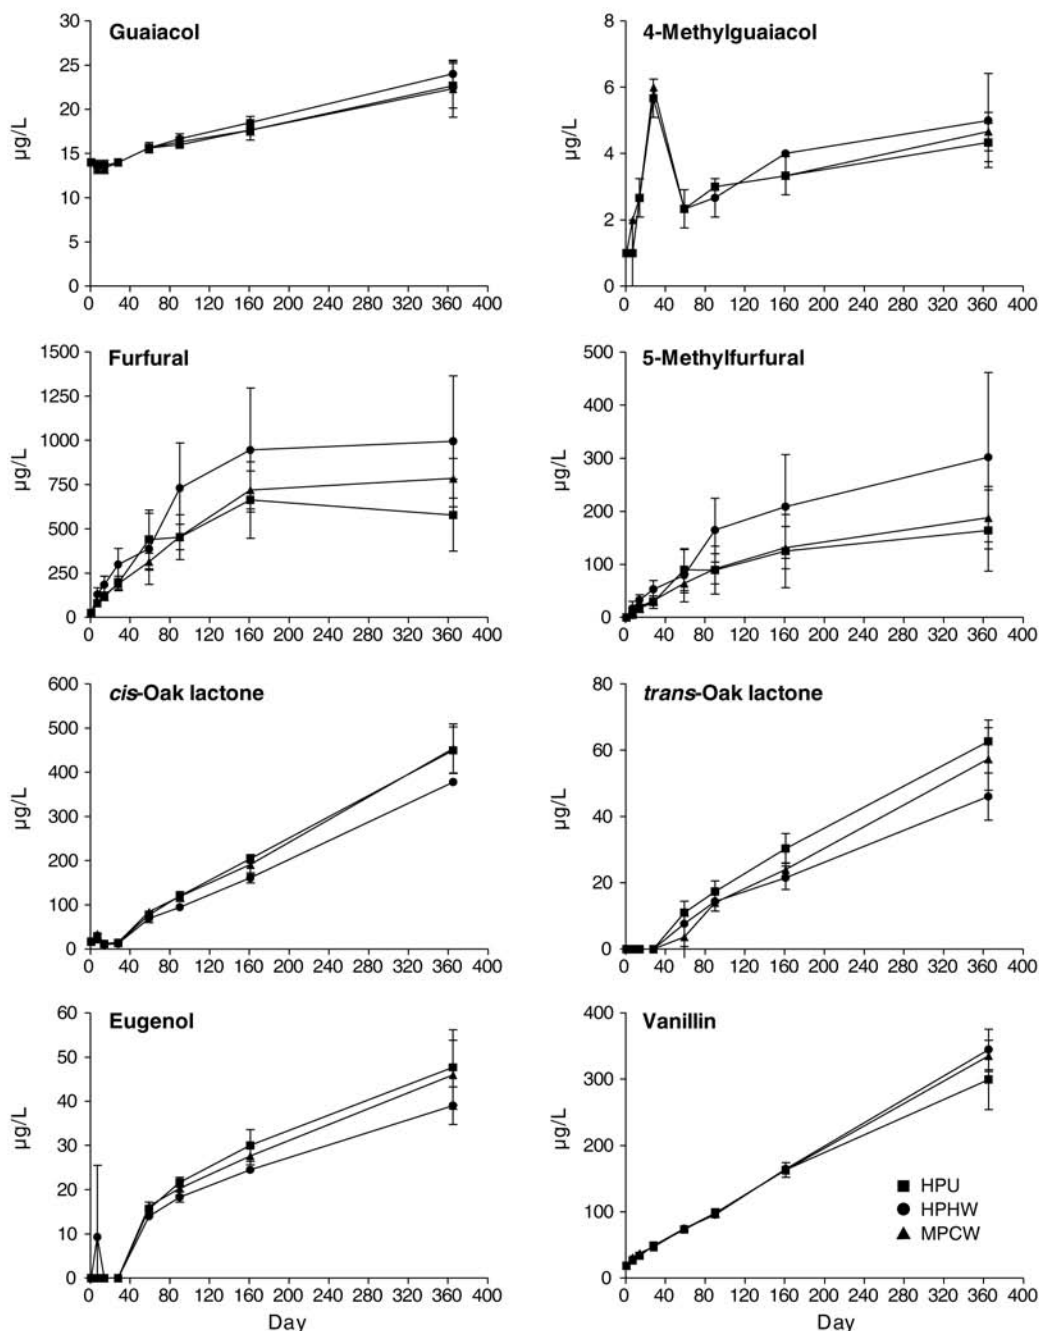 Guaiacol
µg/L
30
25
20
15
10
5
0
0 40 80 120 160 200 240 280 320 360 400
4-Methylguaiacol
µg/L
8
6
4
2
0
0 40 80 120 160 200 240 280 320 360 400
Furfural
µg/L
1500
1250
1000
750
500
250
0
0 40 80 120 160 200 240 280 320 360 400
5-Methylfurfural
µg/L
500
400
300
200
100
0
0 40 80 120 160 200 240 280 320 360 400
cis-Oak lactone
µg/L
600
500
400
300
200
100
0
0 40 80 120 160 200 240 280 320 360 400
trans-Oak lactone
µg/L
80
60
40
20
0
0 40 80 120 160 200 240 280 320 360 400
Eugenol
µg/L
60
50
40
30
20
10
0
0 40 80 120 160 200 240 280 320 360 400
Day
Vanillin
µg/L
400
300
200
100
0
HPU
HPHW
MPCW
0 40 80 120 160 200 240 280 320 360 400
Day